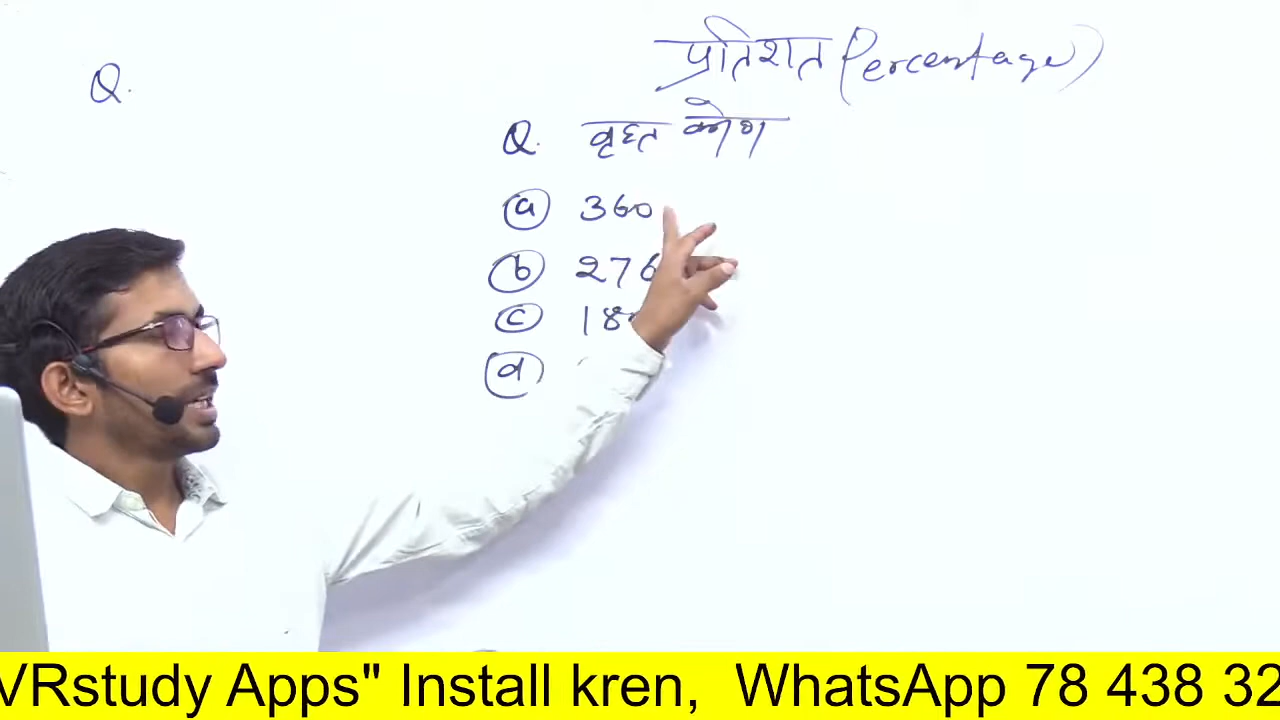 प्रतिशत (Percentage)
Q.
Q. वृहत कोण
(a) 360
(b) 276
(c) 18
(d)
VRstudy Apps" Install kren, WhatsApp 78 438 32